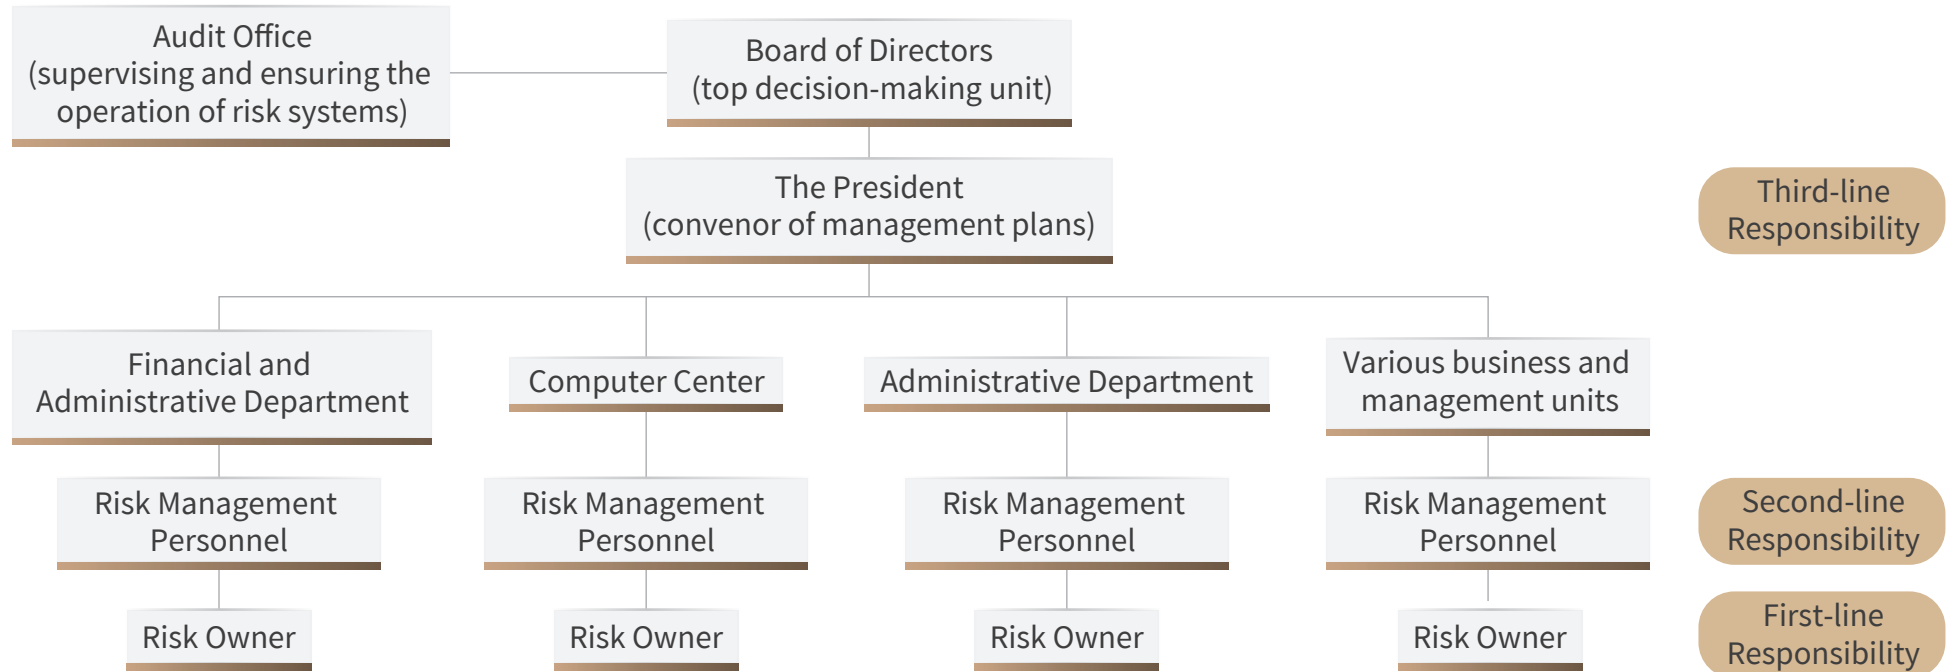 Audit Office
(supervising and ensuring the
operation of risk systems)
Board of Directors
(top decision-making unit)
The President
(convenor of management plans)
Third-line
Responsibility
Financial and
Administrative Department
Computer Center
Administrative Department
Various business and
management units
Risk Management
Personnel
Risk Management
Personnel
Risk Management
Personnel
Risk Management
Personnel
Second-line
Responsibility
Risk Owner
Risk Owner
Risk Owner
Risk Owner
First-line
Responsibility